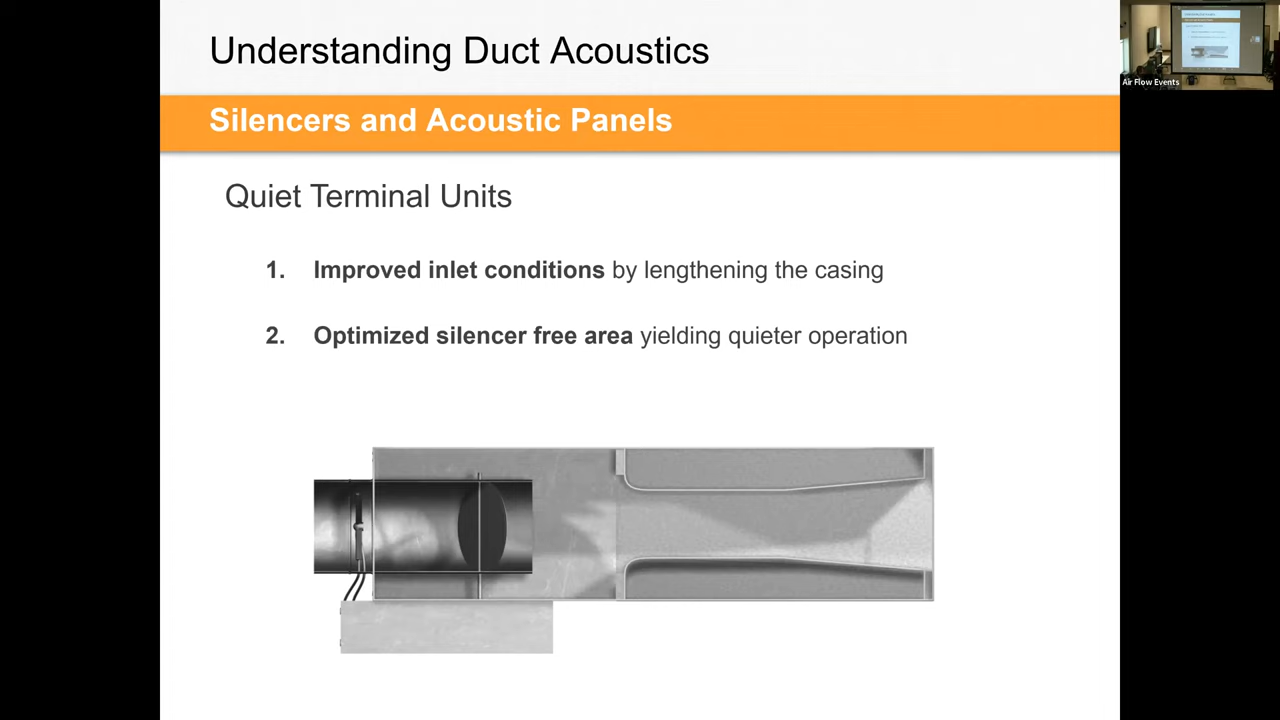 Understanding Duct Acoustics
Silencers and Acoustic Panels
Quiet Terminal Units
1. Improved inlet conditions by lengthening the casing
2. Optimized silencer free area yielding quieter operation
Air Flow Events